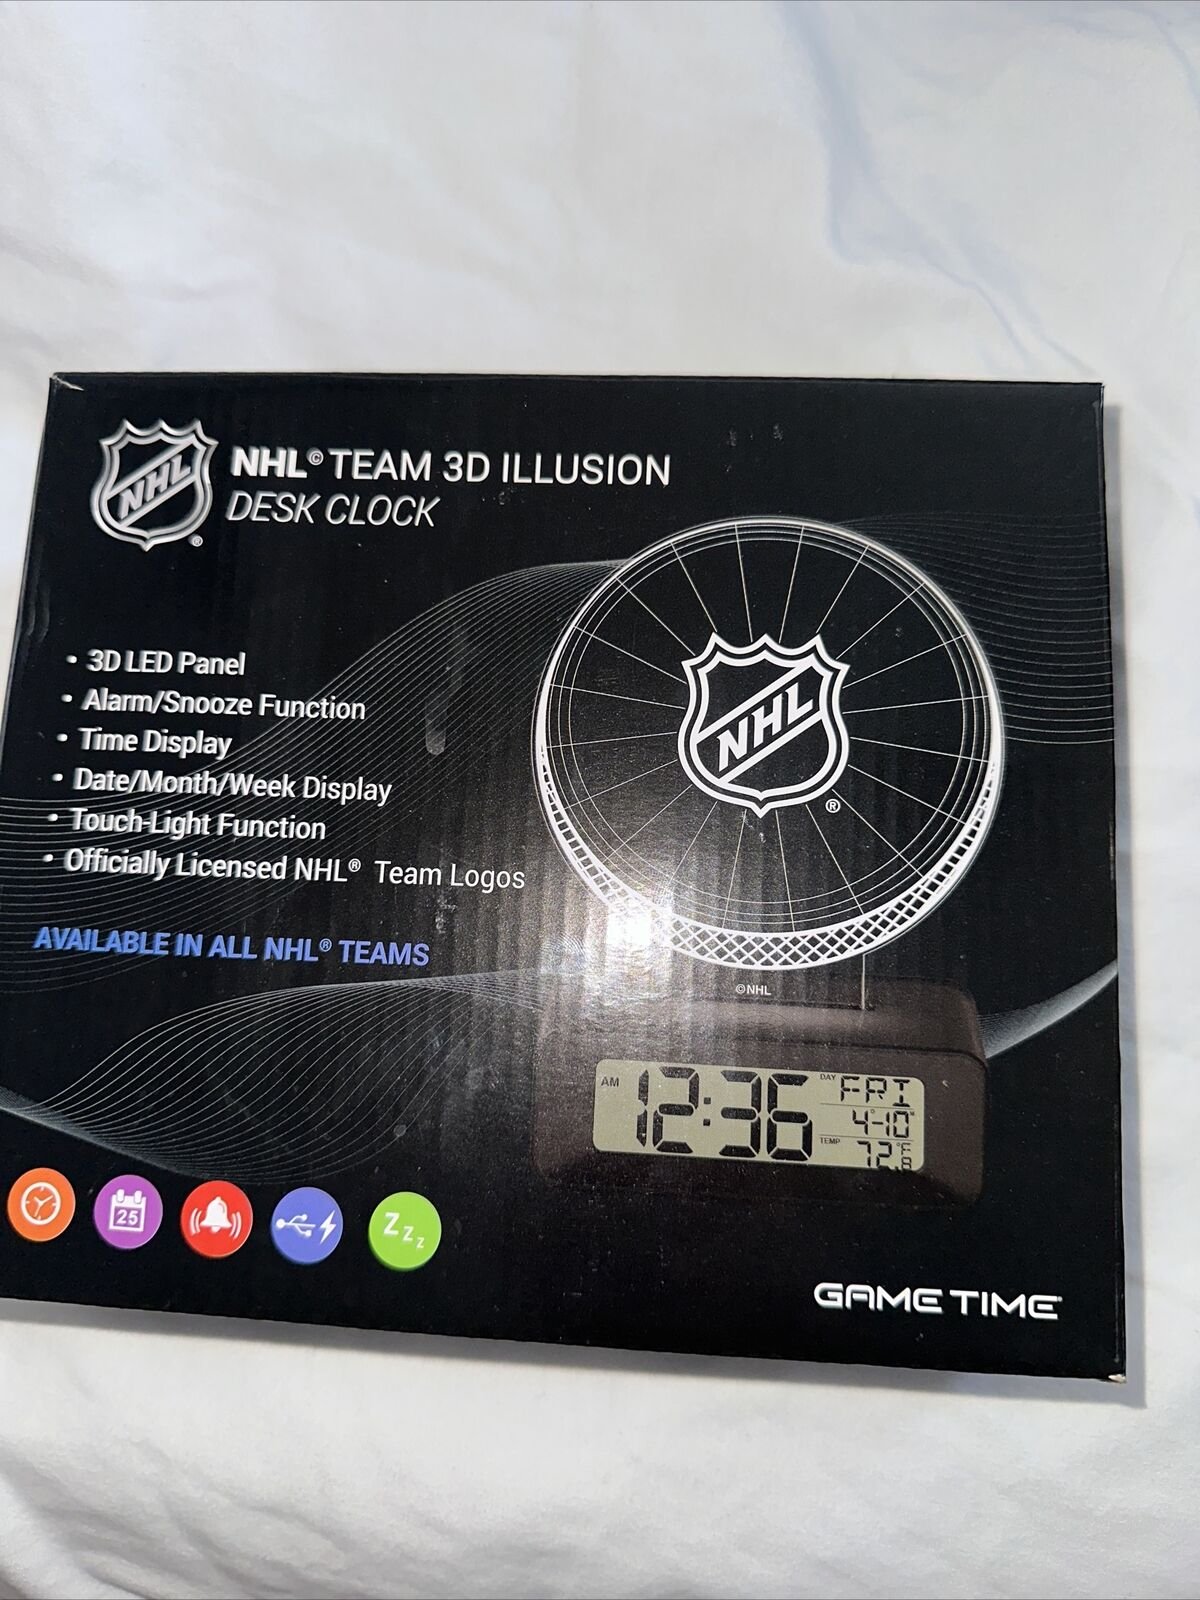 NHL® NHL© TEAM 3D ILLUSION
DESK CLOCK
• 3D LED Panel
• Alarm/Snooze Function
• Time Display
• Date/Month/Week Display
• Touch-Light Function
• Officially Licensed NHL® Team Logos
AVAILABLE IN ALL NHL® TEAMS
NHL®
©NHL
AM 12:36 DAY FRI
4-10
TEMP 72.8°F
25
Z z z
GAME TIME